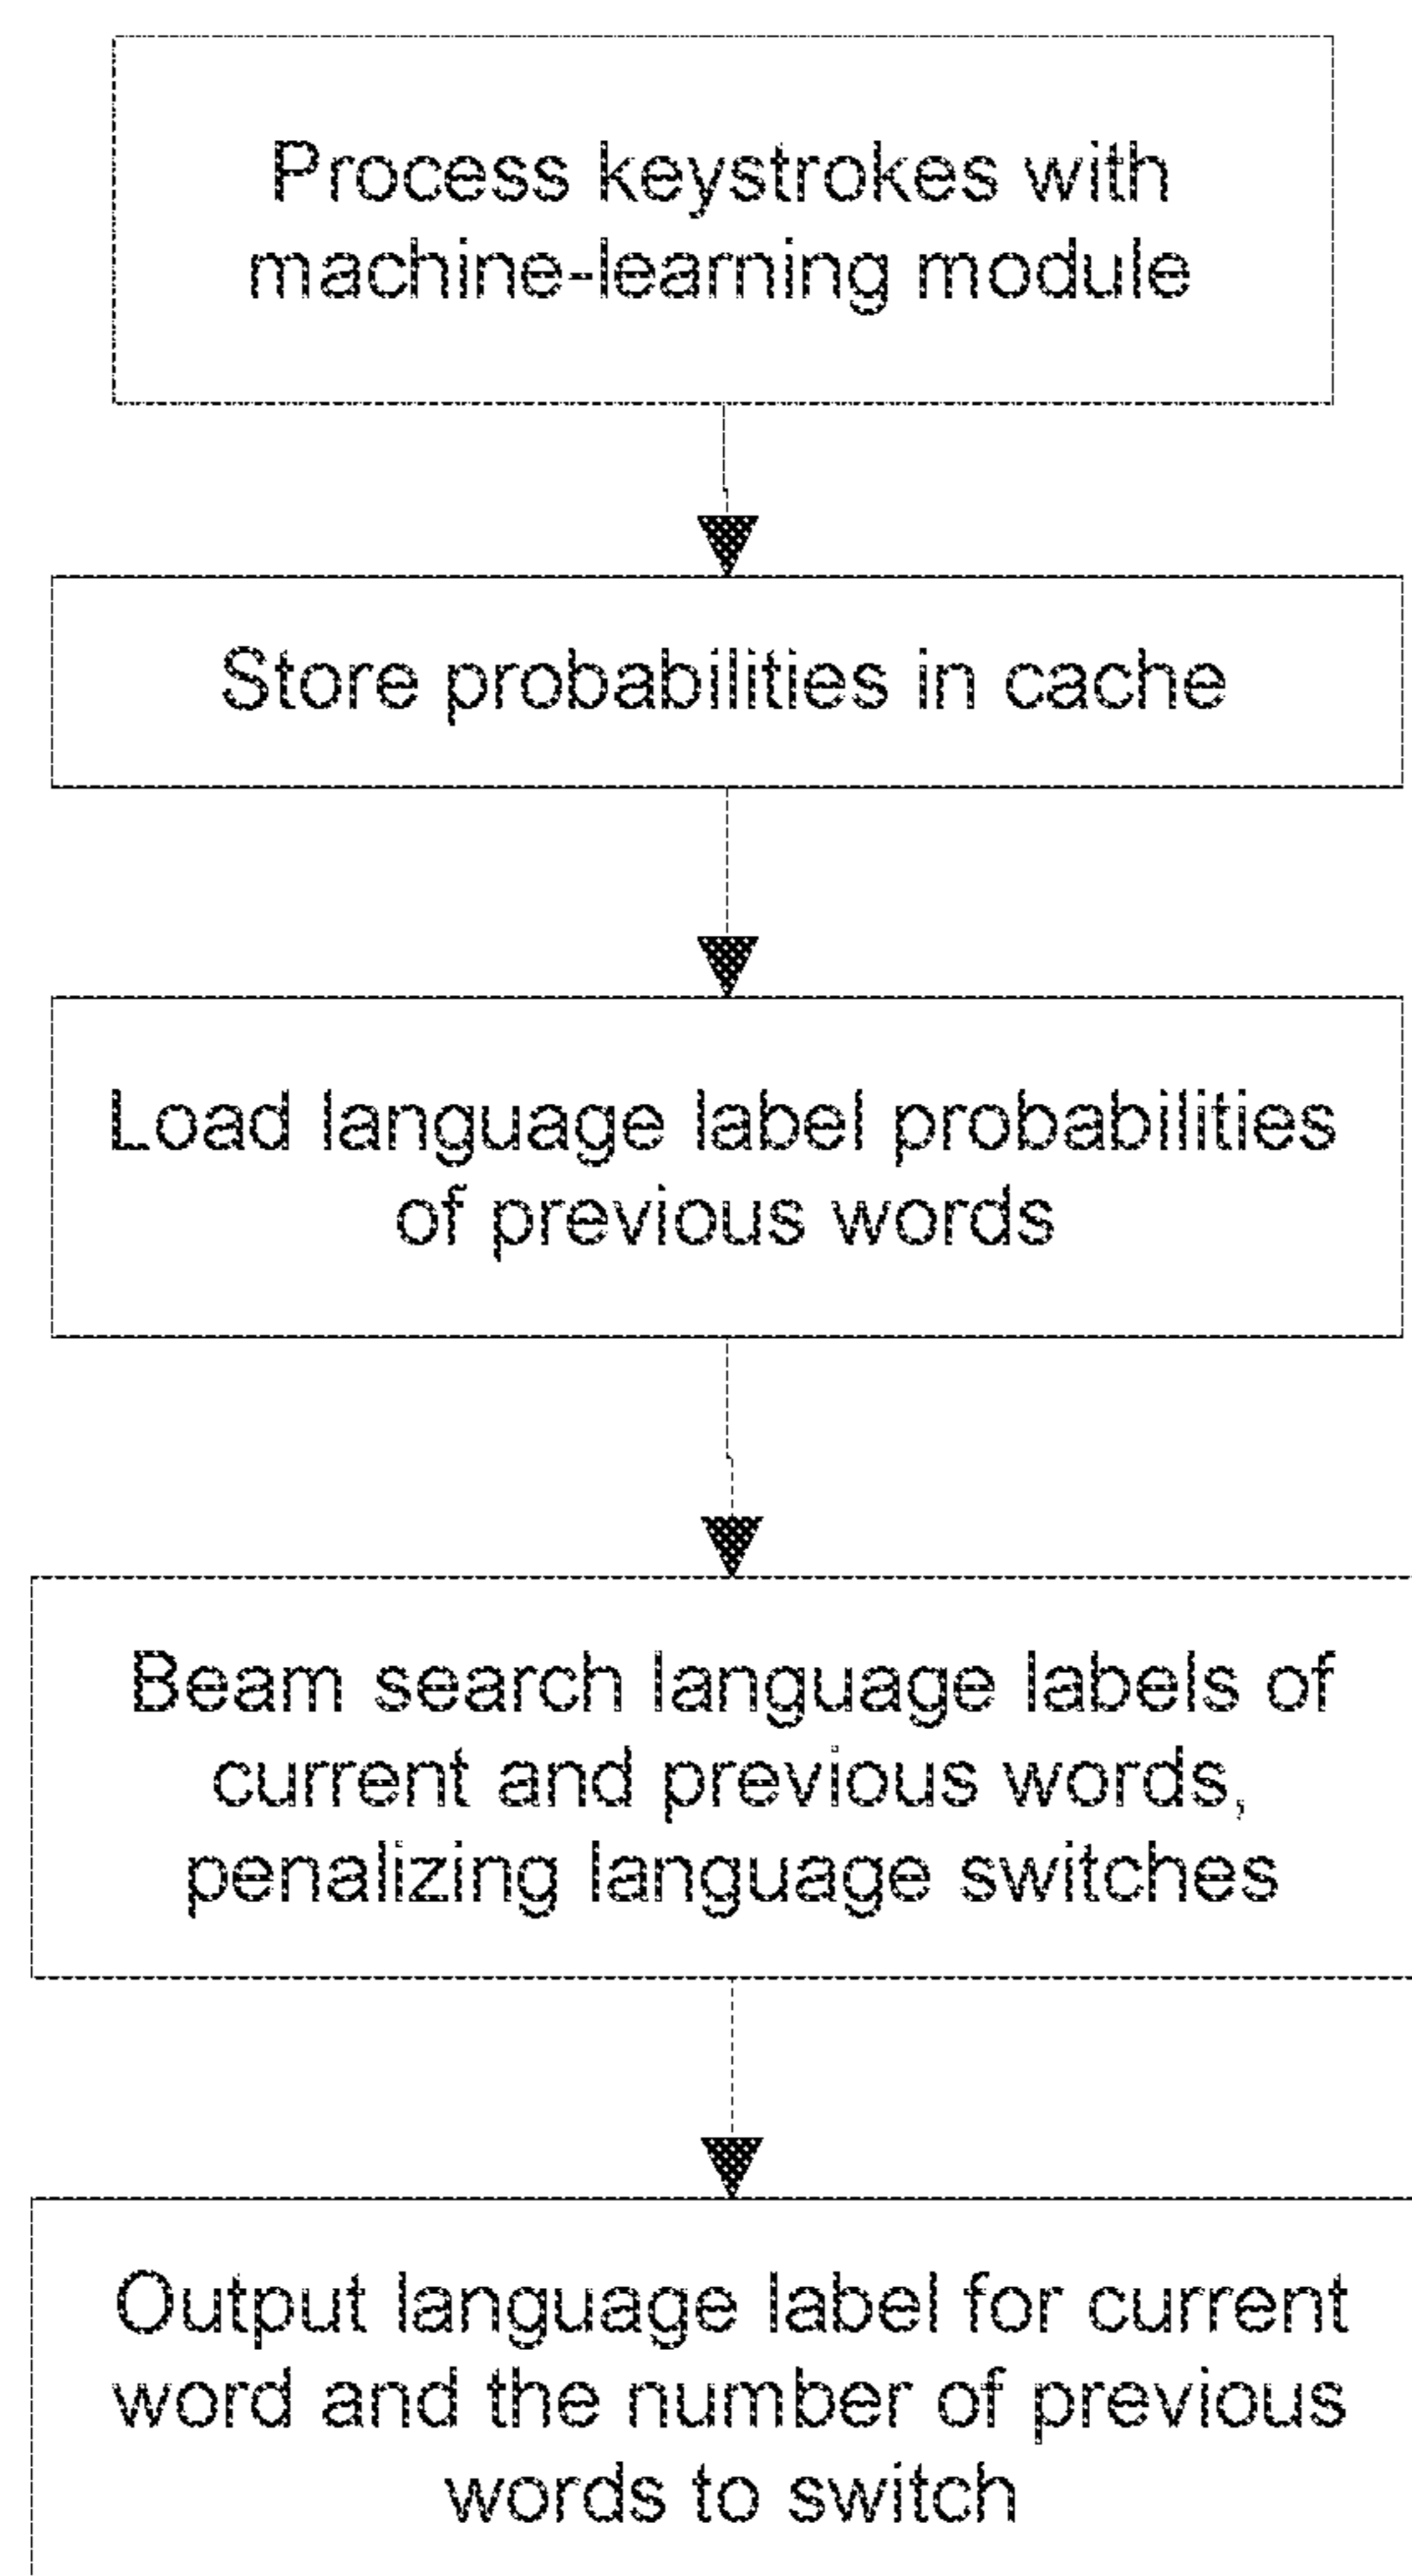 Process keystrokes with
machine-learning module
Store probabilities in cache
Load language label probabilities
of previous words
Beam search language labels of
current and previous words,
penalizing language switches
Output language label for current
word and the number of previous
words to switch